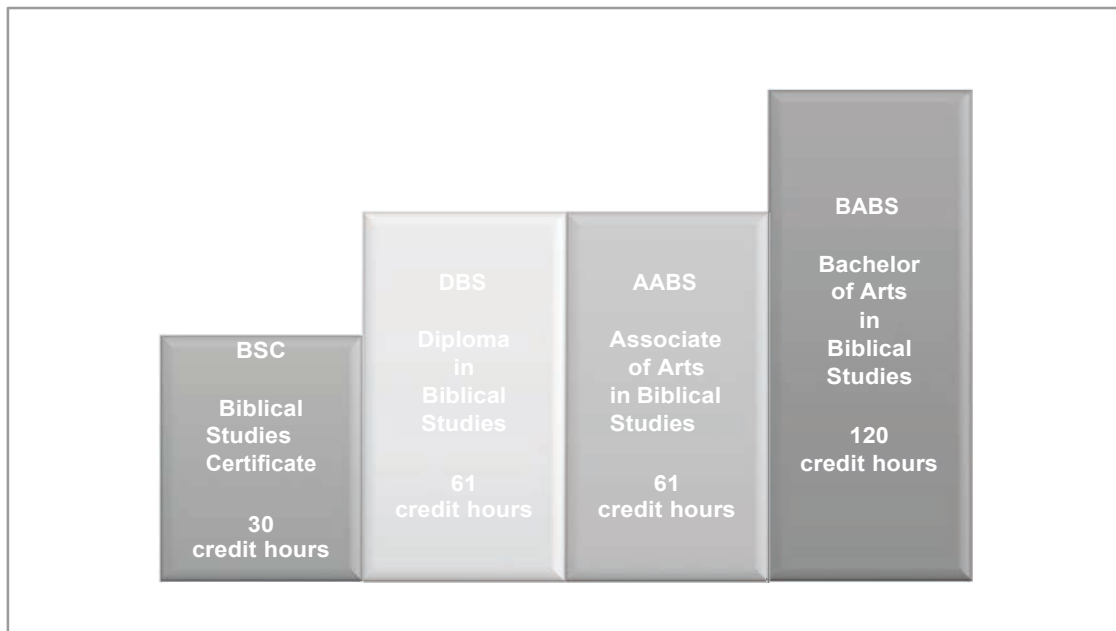 BSC
Biblical
Studies
Certificate
30
credit hours
DBS
Diploma
in
Biblical
Studies
61
credit hours
AABS
Associate
of Arts
in Biblical
Studies
61
credit hours
BABS
Bachelor
of Arts
in
Biblical
Studies
120
credit hours